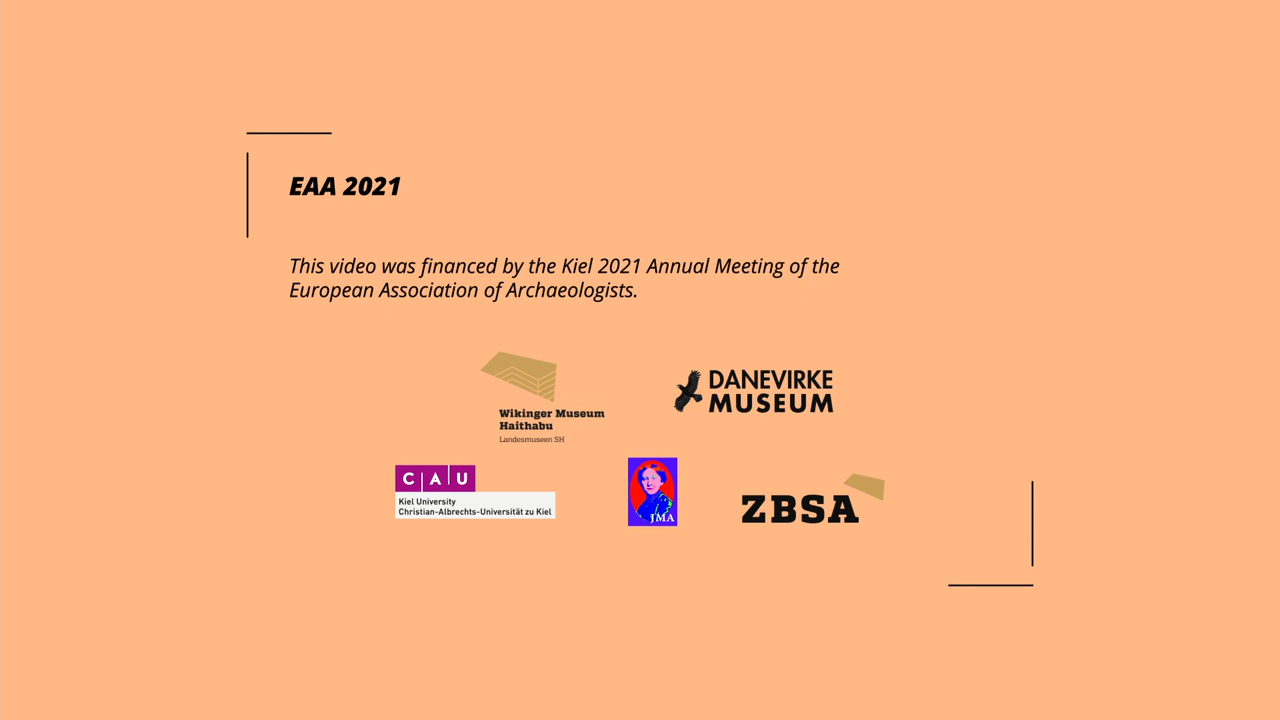 EAA 2021
This video was financed by the Kiel 2021 Annual Meeting of the
European Association of Archaeologists.
Wikinger Museum
Haithabu
Landesmuseen SH
DANEVIRKE
MUSEUM
C|A|U
Kiel University
Christian-Albrechts-Universität zu Kiel
JMA
ZBSA